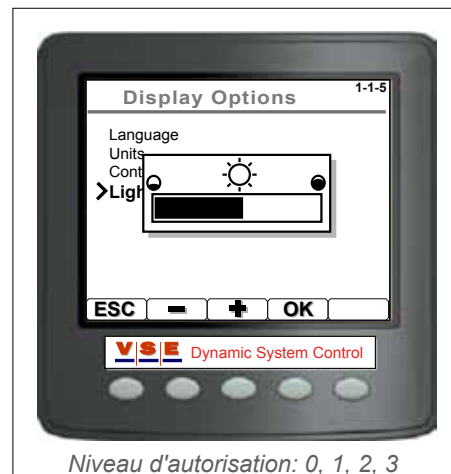 1-1-5
Display Options
Language
Units
Cont
Ligh
ESC - + OK
VSE Dynamic System Control
Niveau d'autorisation: 0, 1, 2, 3